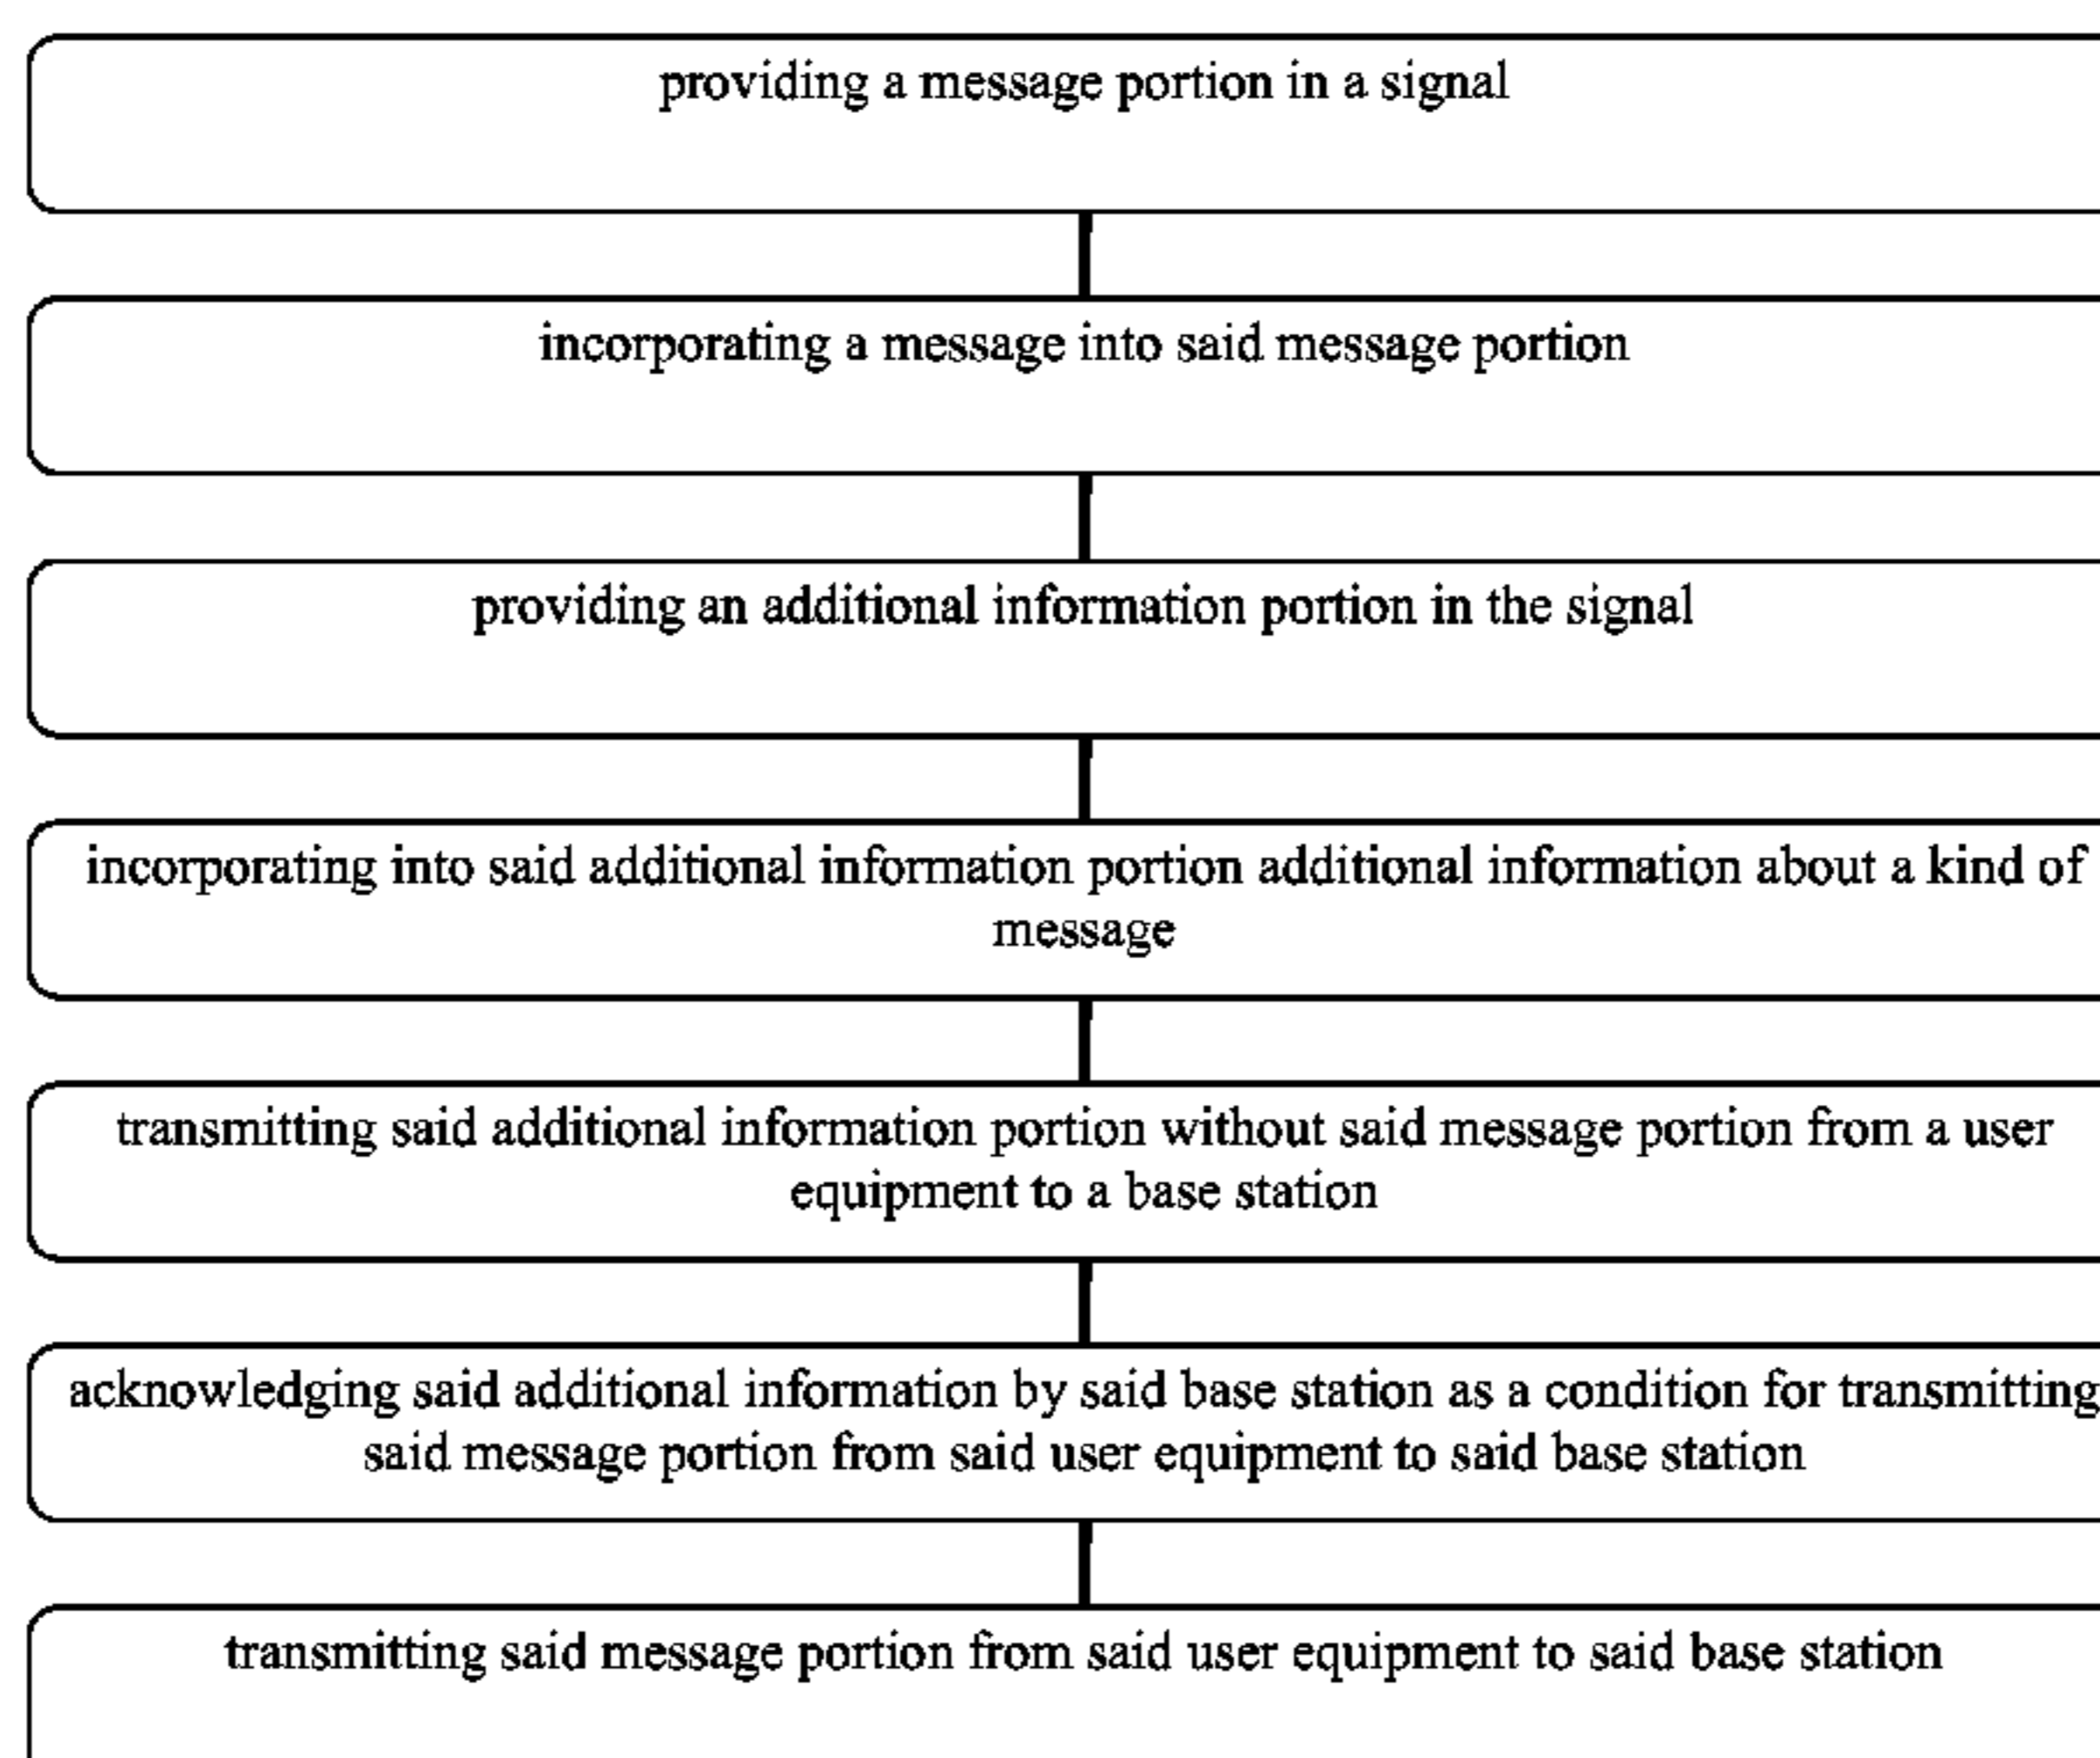 providing a message portion in a signal
incorporating a message into said message portion
providing an additional information portion in the signal
incorporating into said additional information portion additional information about a kind of
message
transmitting said additional information portion without said message portion from a user
equipment to a base station
acknowledging said additional information by said base station as a condition for transmitting
said message portion from said user equipment to said base station
transmitting said message portion from said user equipment to said base station